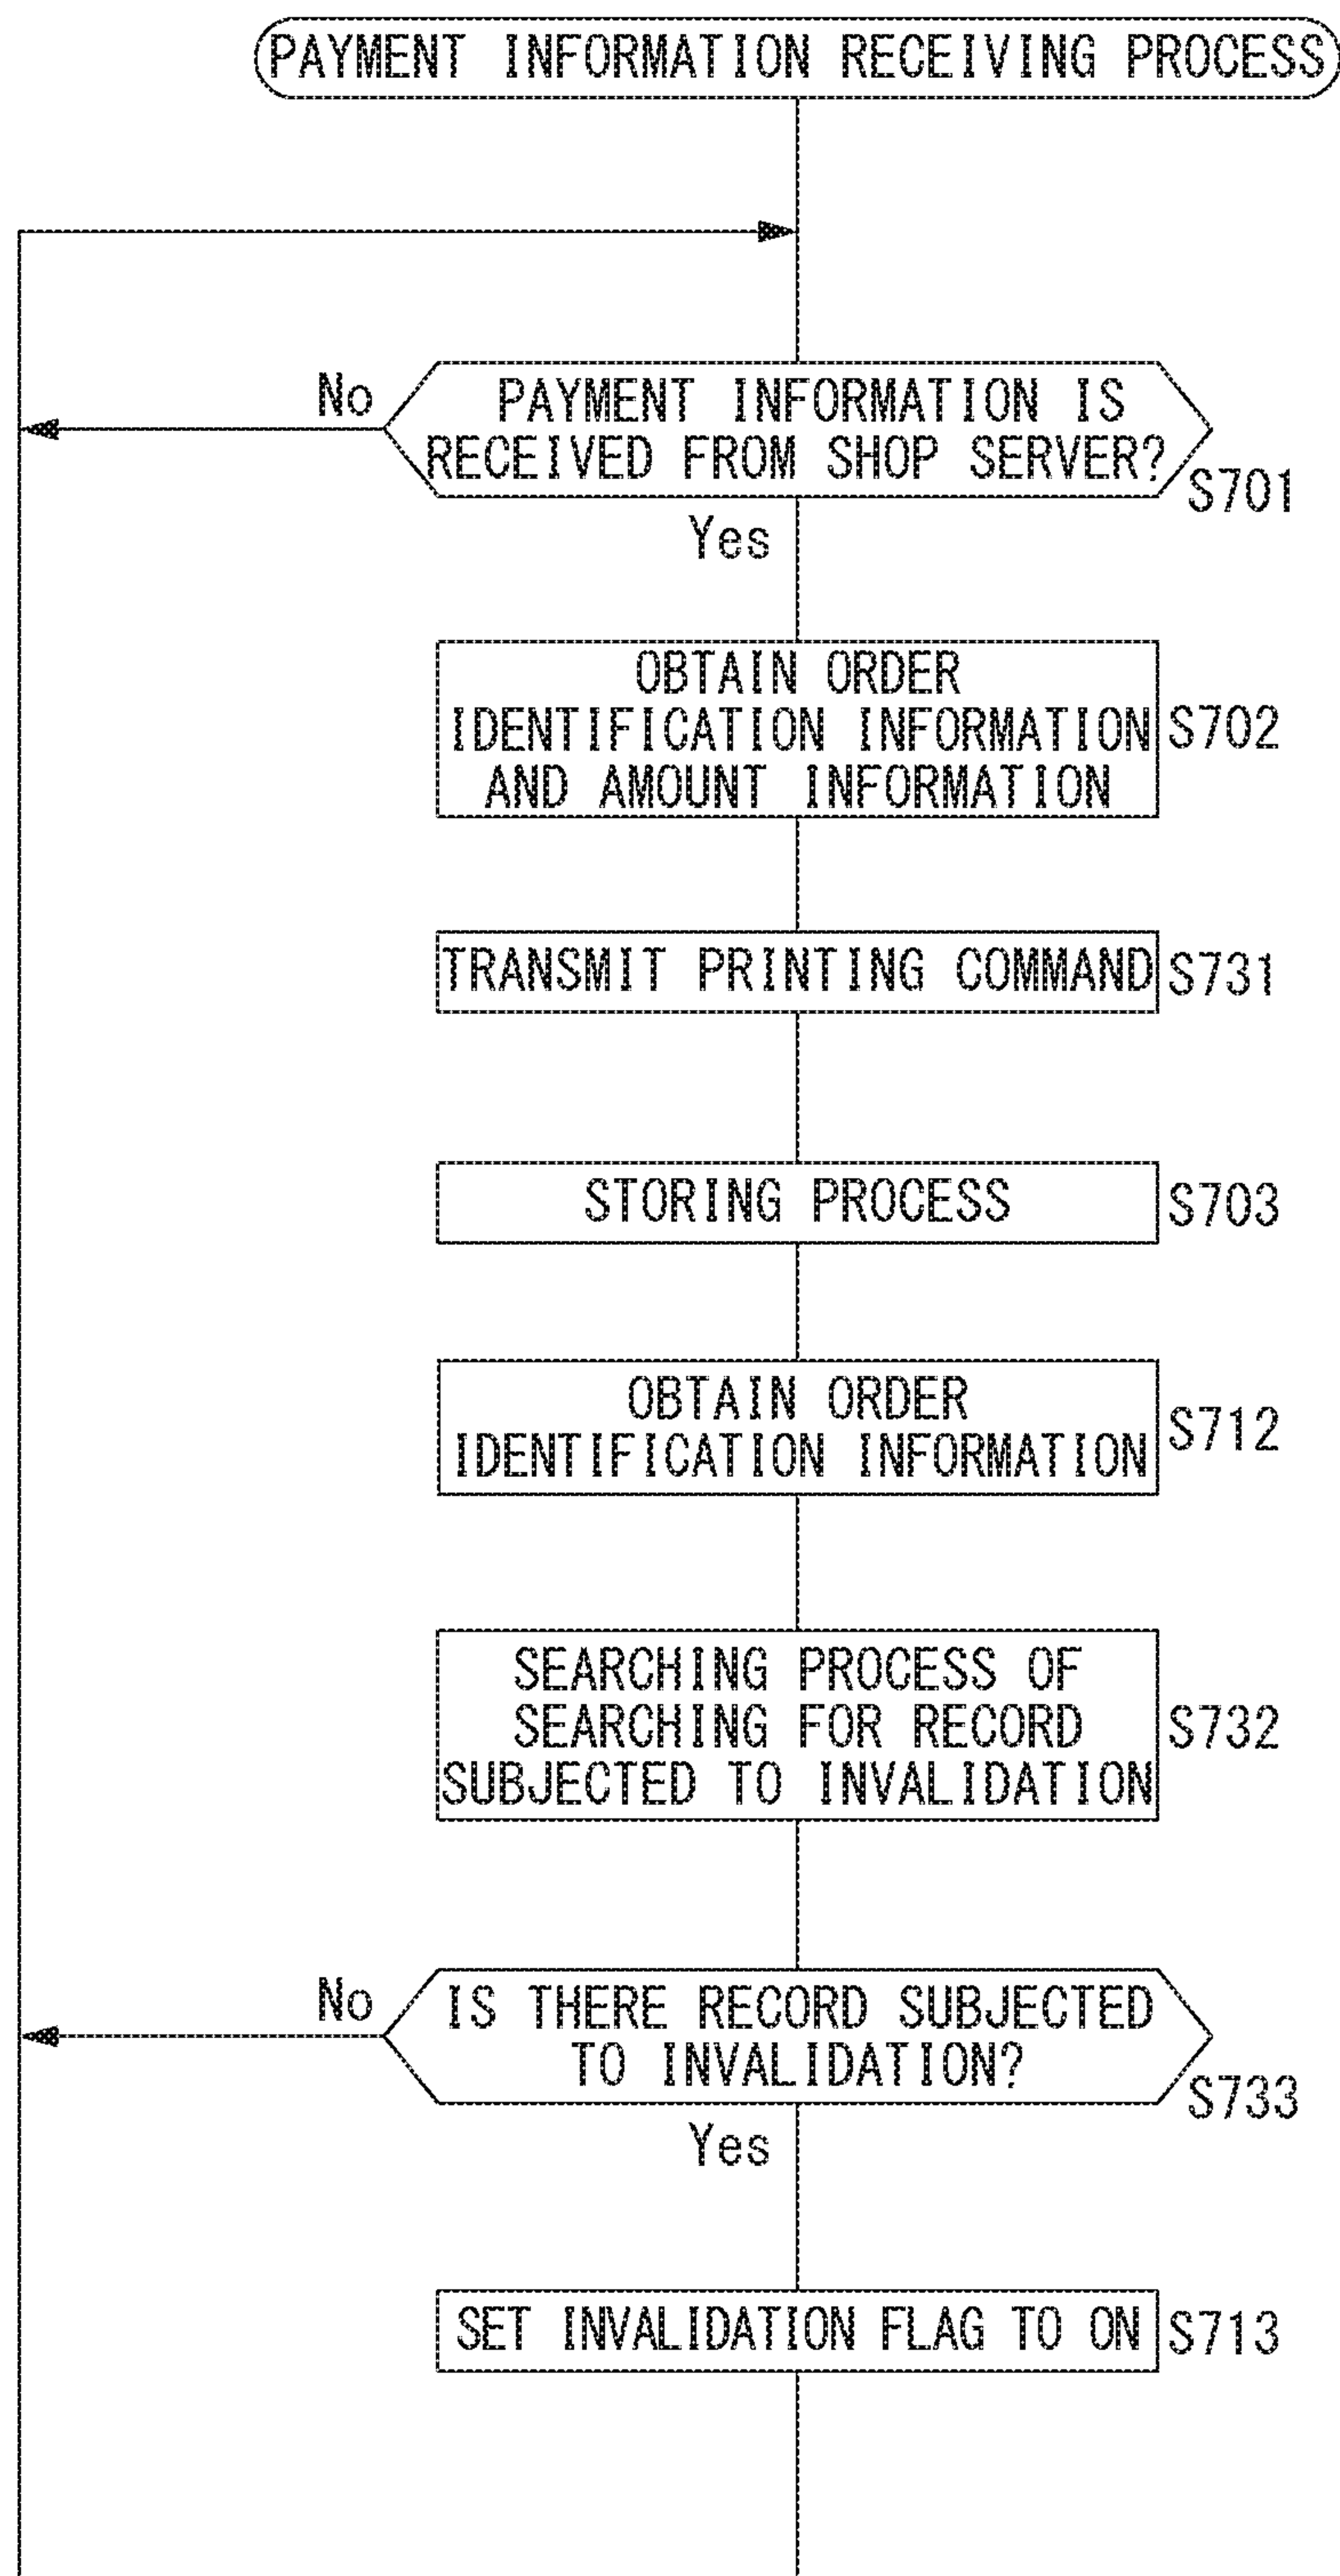 PAYMENT INFORMATION RECEIVING PROCESS
No
PAYMENT INFORMATION IS
RECEIVED FROM SHOP SERVER?
S701
Yes
OBTAIN ORDER
IDENTIFICATION INFORMATION
AND AMOUNT INFORMATION
S702
TRANSMIT PRINTING COMMAND
S731
STORING PROCESS
S703
OBTAIN ORDER
IDENTIFICATION INFORMATION
S712
SEARCHING PROCESS OF
SEARCHING FOR RECORD
SUBJECTED TO INVALIDATION
S732
No
IS THERE RECORD SUBJECTED
TO INVALIDATION?
S733
Yes
SET INVALIDATION FLAG TO ON
S713